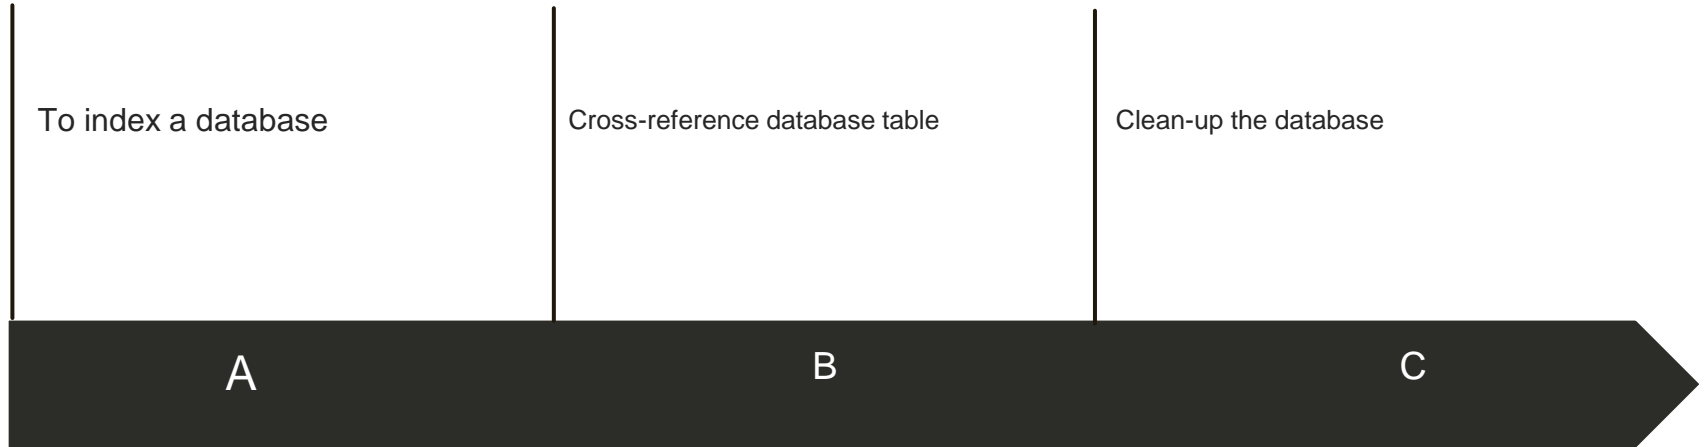 To index a database
Cross-reference database table
Clean-up the database
A
B
C